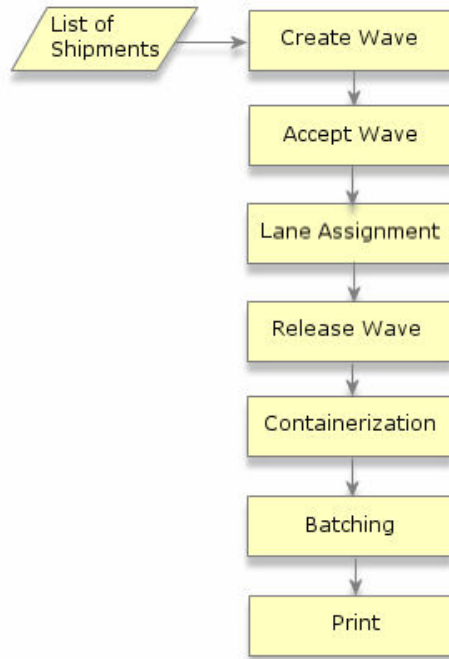 List of
Shipments
Create Wave
Accept Wave
Lane Assignment
Release Wave
Containerization
Batching
Print